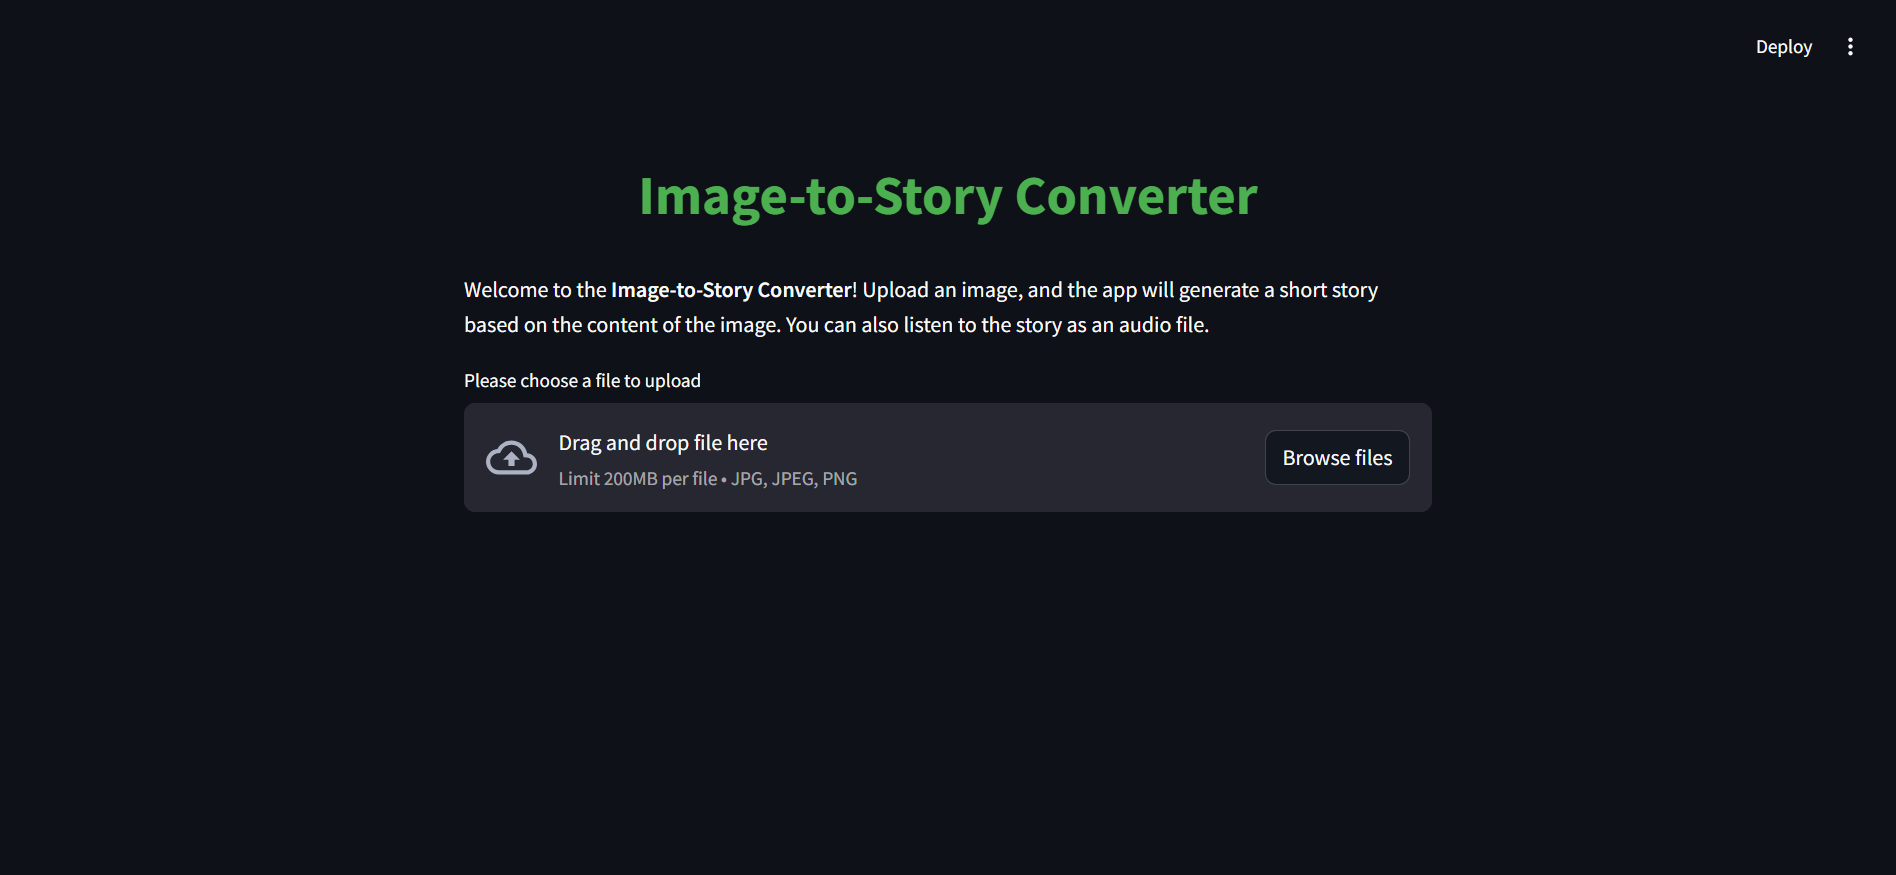 Deploy
Image-to-Story Converter
Welcome to the Image-to-Story Converter! Upload an image, and the app will generate a short story
based on the content of the image. You can also listen to the story as an audio file.
Please choose a file to upload
Drag and drop file here
Limit 200MB per file • JPG, JPEG, PNG
Browse files